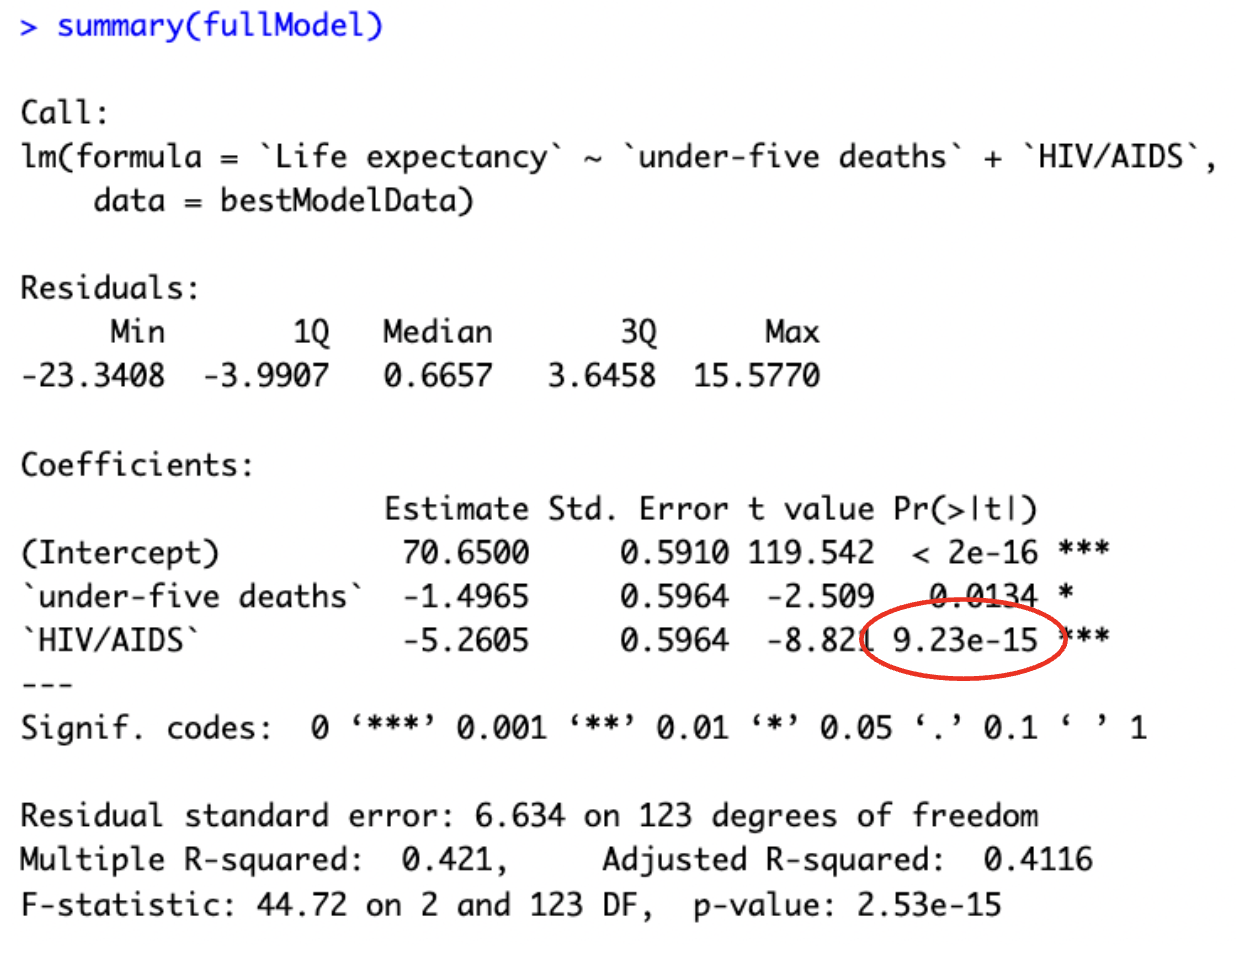 > summary(fullModel)
Call:
lm(formula = `Life expectancy` ~ `under-five deaths` + `HIV/AIDS`,
    data = bestModelData)
Residuals:
     Min       1Q   Median       3Q      Max
-23.3408  -3.9907   0.6657   3.6458  15.5770
Coefficients:
                    Estimate Std. Error t value Pr(>|t|)
(Intercept)          70.6500     0.5910 119.542  < 2e-16 ***
`under-five deaths`  -1.4965     0.5964  -2.509   0.0134 *
`HIV/AIDS`           -5.2605     0.5964  -8.821 9.23e-15 ***
---
Signif. codes:  0 ‘***’ 0.001 ‘**’ 0.01 ‘*’ 0.05 ‘.’ 0.1 ‘ ’ 1
Residual standard error: 6.634 on 123 degrees of freedom
Multiple R-squared:  0.421,     Adjusted R-squared:  0.4116
F-statistic: 44.72 on 2 and 123 DF,  p-value: 2.53e-15